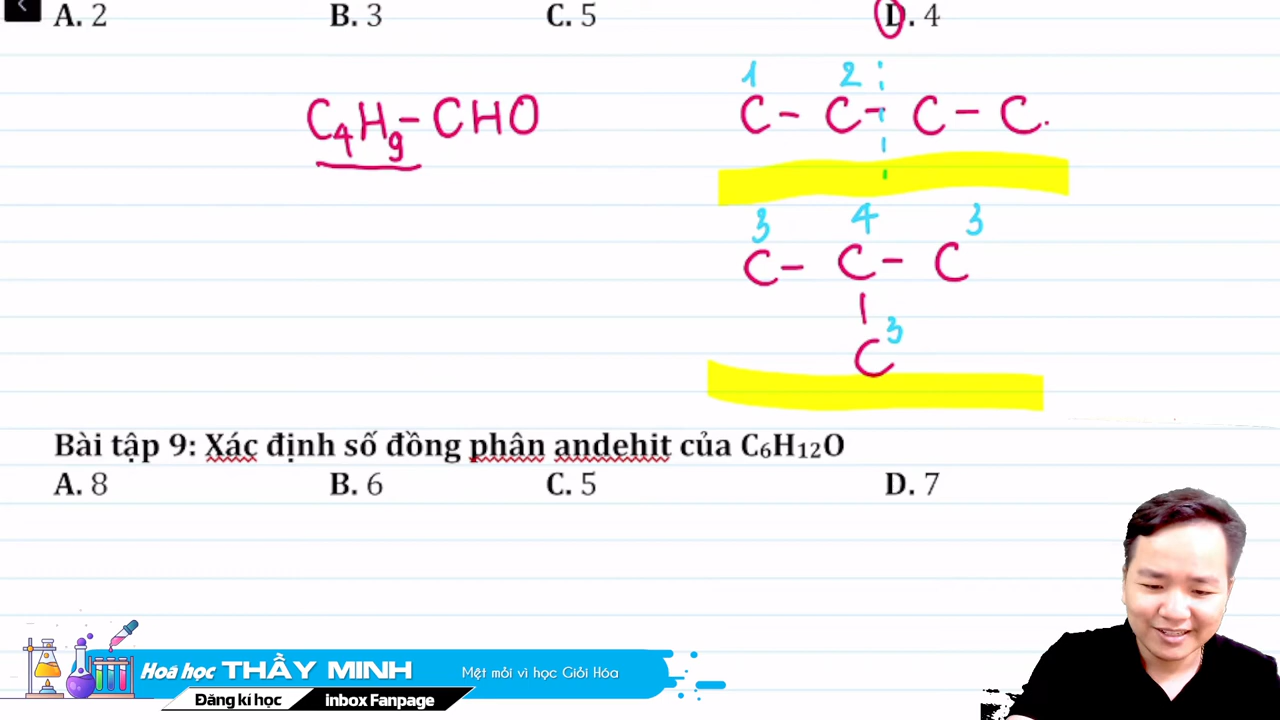 A. 2 B. 3 C. 5 D. 4
1 2
C4H9-CHO C - C - C - C.
3 4 3
C - C - C
3
C
Bài tập 9: Xác định số đồng phân andehit của C₆H₁₂O
A. 8 B. 6 C. 5 D. 7
Hoá học THẦY MINH Mệt mỏi vì học Giỏi Hóa
Đăng kí học inbox Fanpage